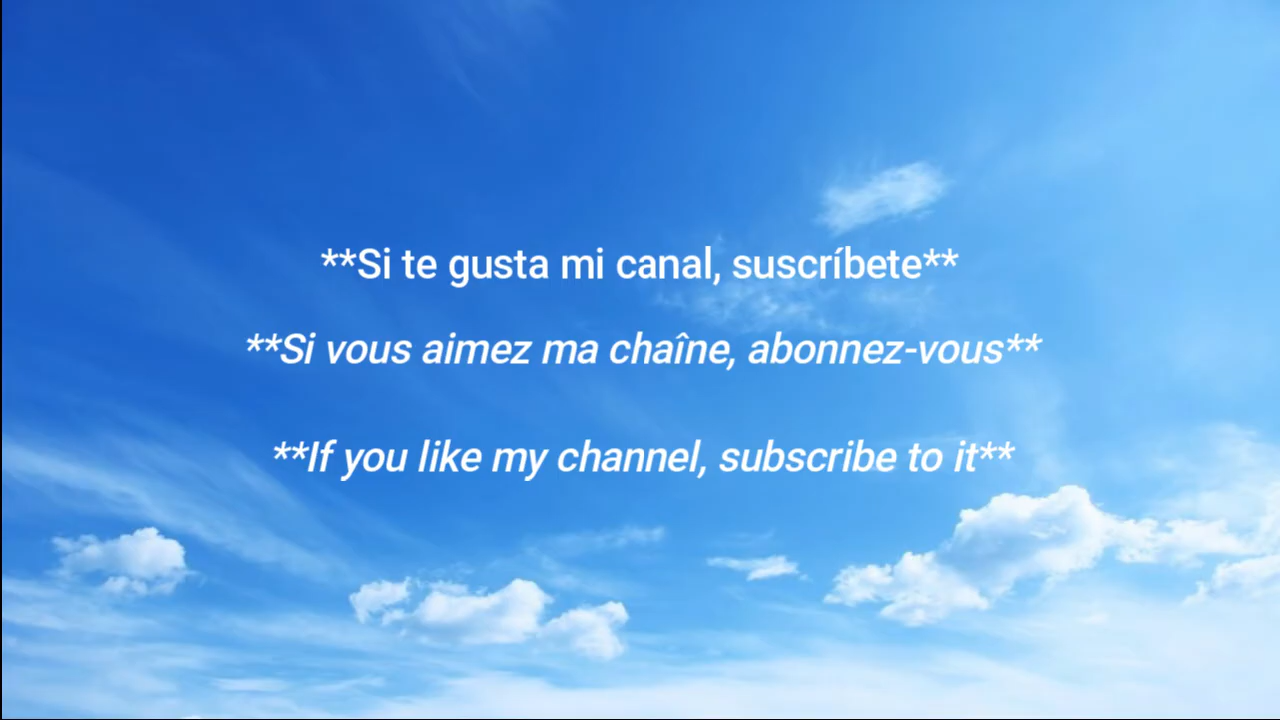 **Si te gusta mi canal, suscríbete**
**Si vous aimez ma chaîne, abonnez-vous**
**If you like my channel, subscribe to it**